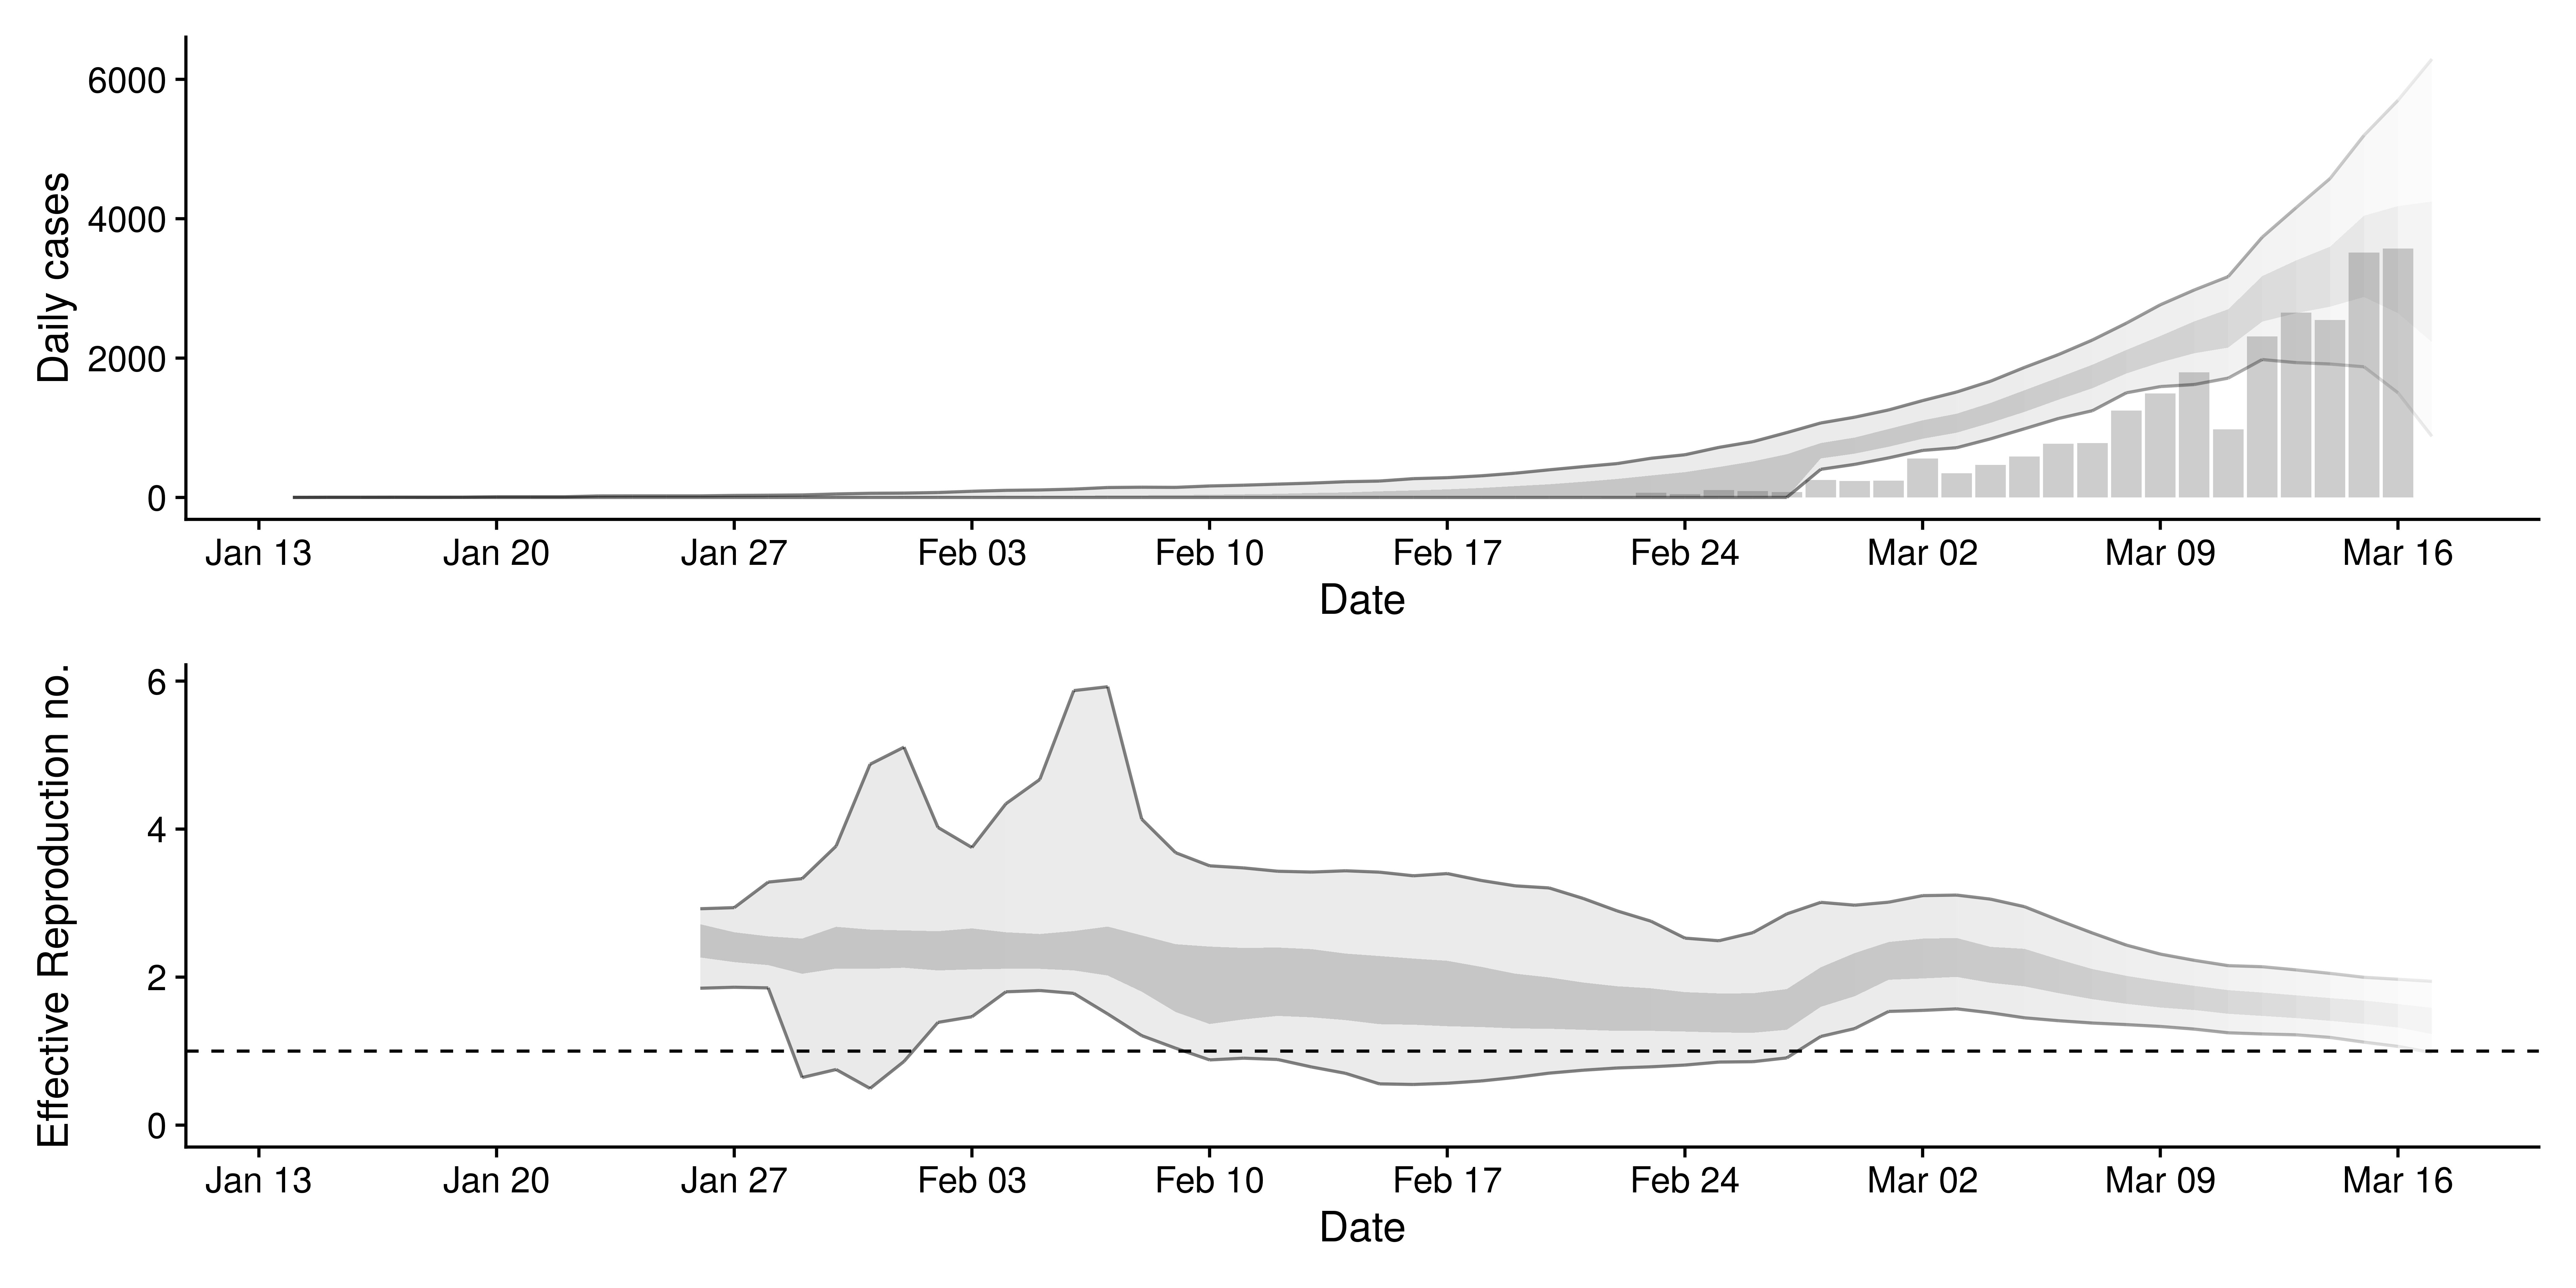 Daily cases
6000
4000
2000
0
Jan 13 Jan 20 Jan 27 Feb 03 Feb 10 Feb 17 Feb 24 Mar 02 Mar 09 Mar 16
Date
Effective Reproduction no.
6
4
2
0
Jan 13 Jan 20 Jan 27 Feb 03 Feb 10 Feb 17 Feb 24 Mar 02 Mar 09 Mar 16
Date